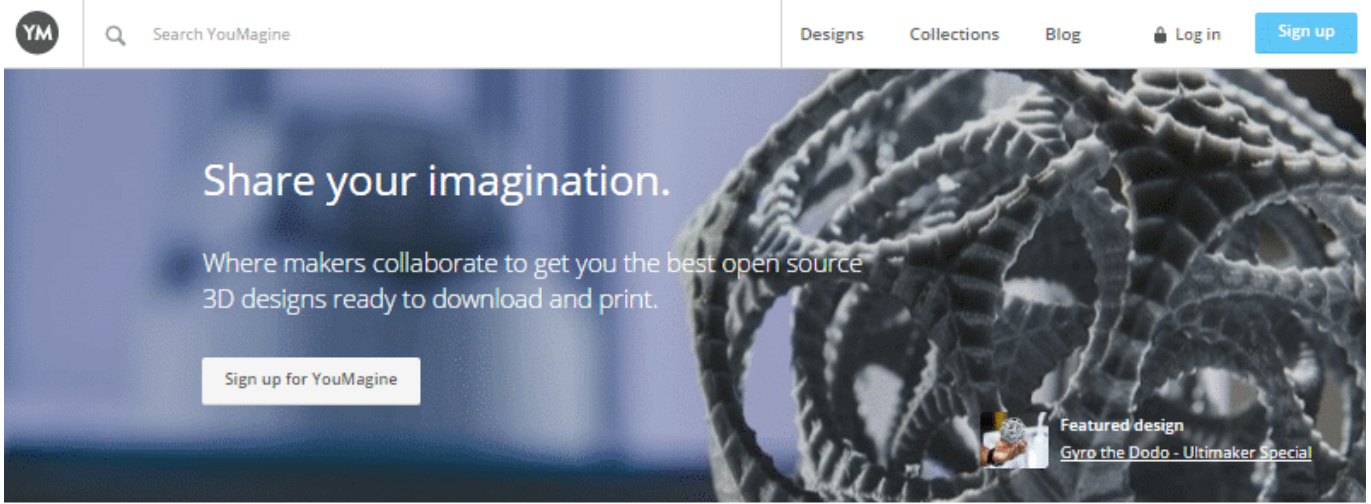 YM
Search YouMagine
Designs
Collections
Blog
Log in
Sign up
Share your imagination.
Where makers collaborate to get you the best open source
3D designs ready to download and print.
Sign up for YouMagine
Featured design
Gyro the Dodo - Ultimaker Special